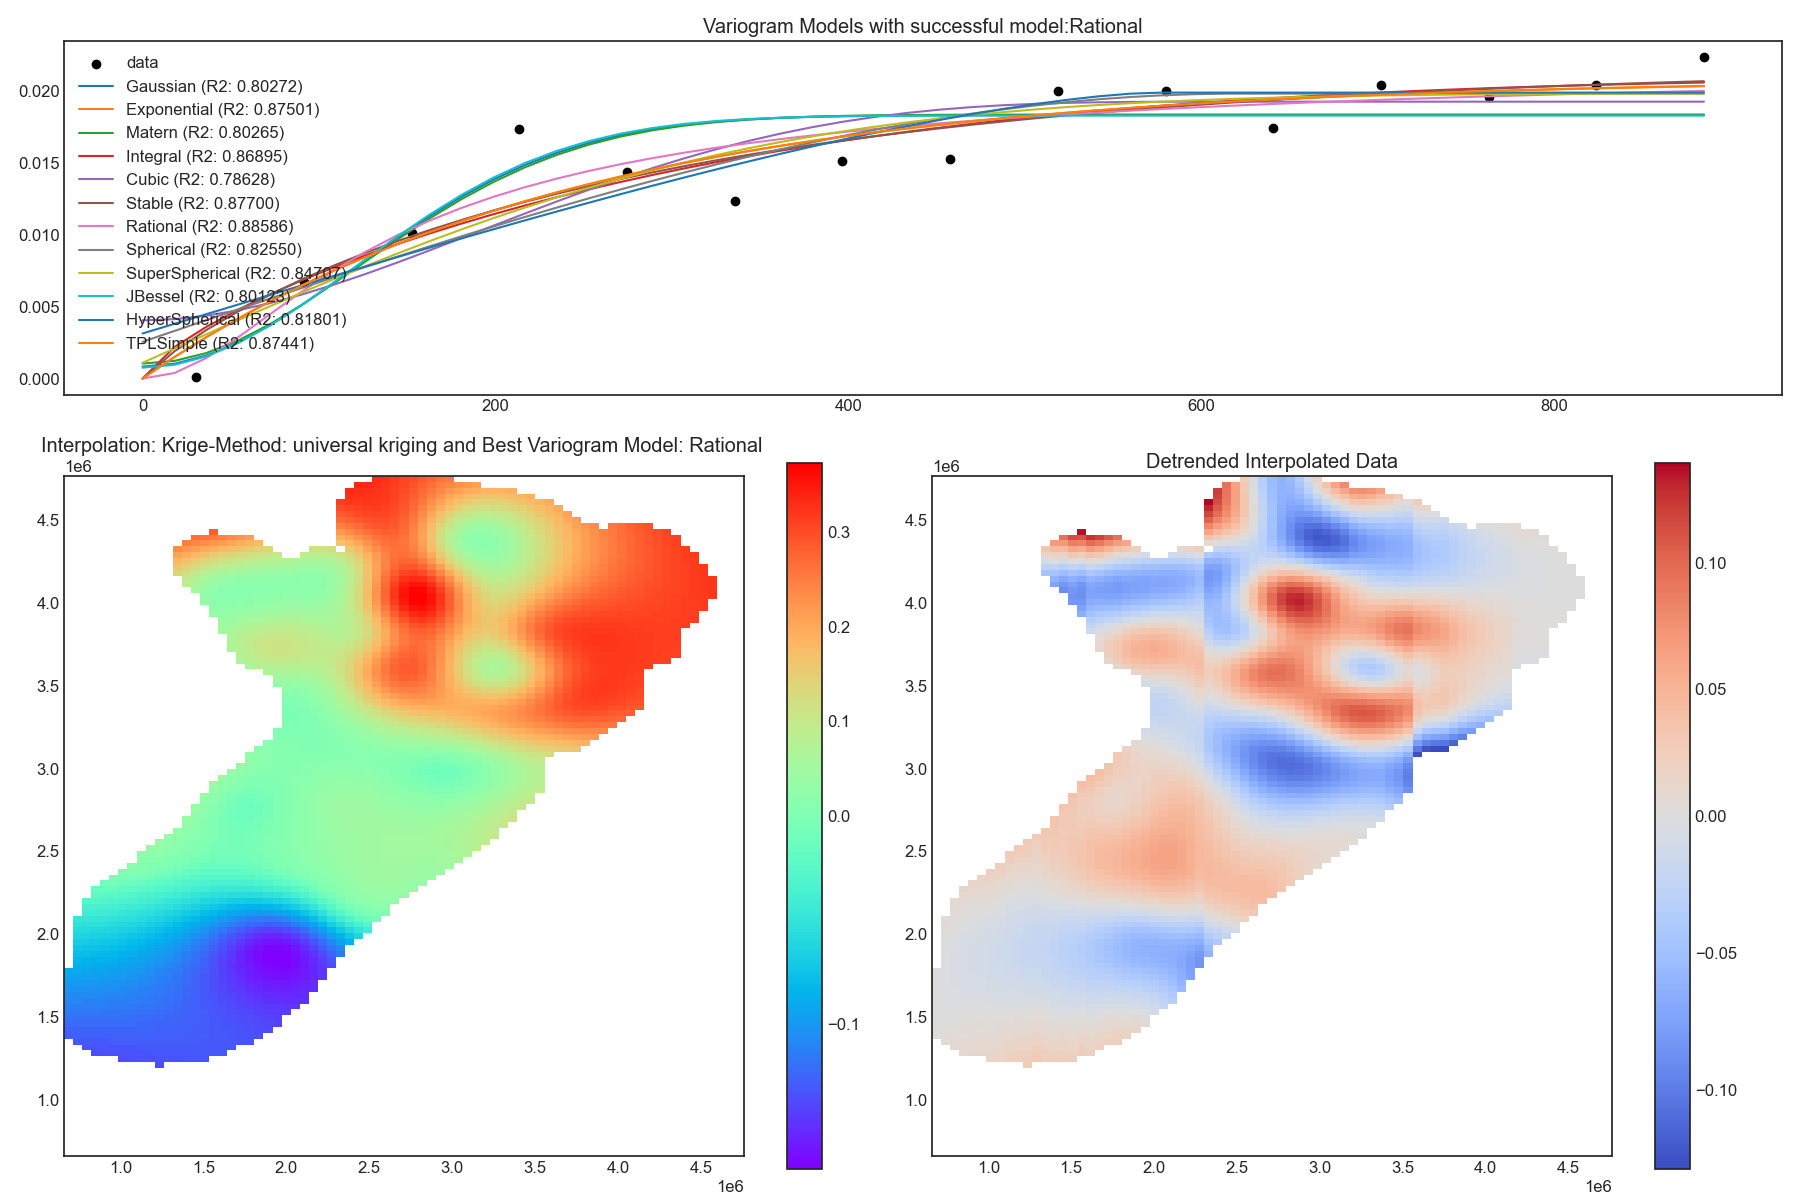 Variogram Models with successful model:Rational
data
Gaussian (R2: 0.80272)
Exponential (R2: 0.87501)
Matern (R2: 0.80265)
Integral (R2: 0.86895)
Cubic (R2: 0.78628)
Stable (R2: 0.87700)
Rational (R2: 0.88586)
Spherical (R2: 0.82550)
SuperSpherical (R2: 0.84707)
JBessel (R2: 0.80123)
HyperSpherical (R2: 0.81801)
TPLSimple (R2: 0.87441)
0.020
0.015
0.010
0.005
0.000
0 200 400 600 800
Interpolation: Krige-Method: universal kriging and Best Variogram Model: Rational
1e6
4.5
4.0
3.5
3.0
2.5
2.0
1.5
1.0
1.0 1.5 2.0 2.5 3.0 3.5 4.0 4.5
1e6
0.3
0.2
0.1
0.0
−0.1
Detrended Interpolated Data
1e6
4.5
4.0
3.5
3.0
2.5
2.0
1.5
1.0
1.0 1.5 2.0 2.5 3.0 3.5 4.0 4.5
1e6
0.10
0.05
0.00
−0.05
−0.10